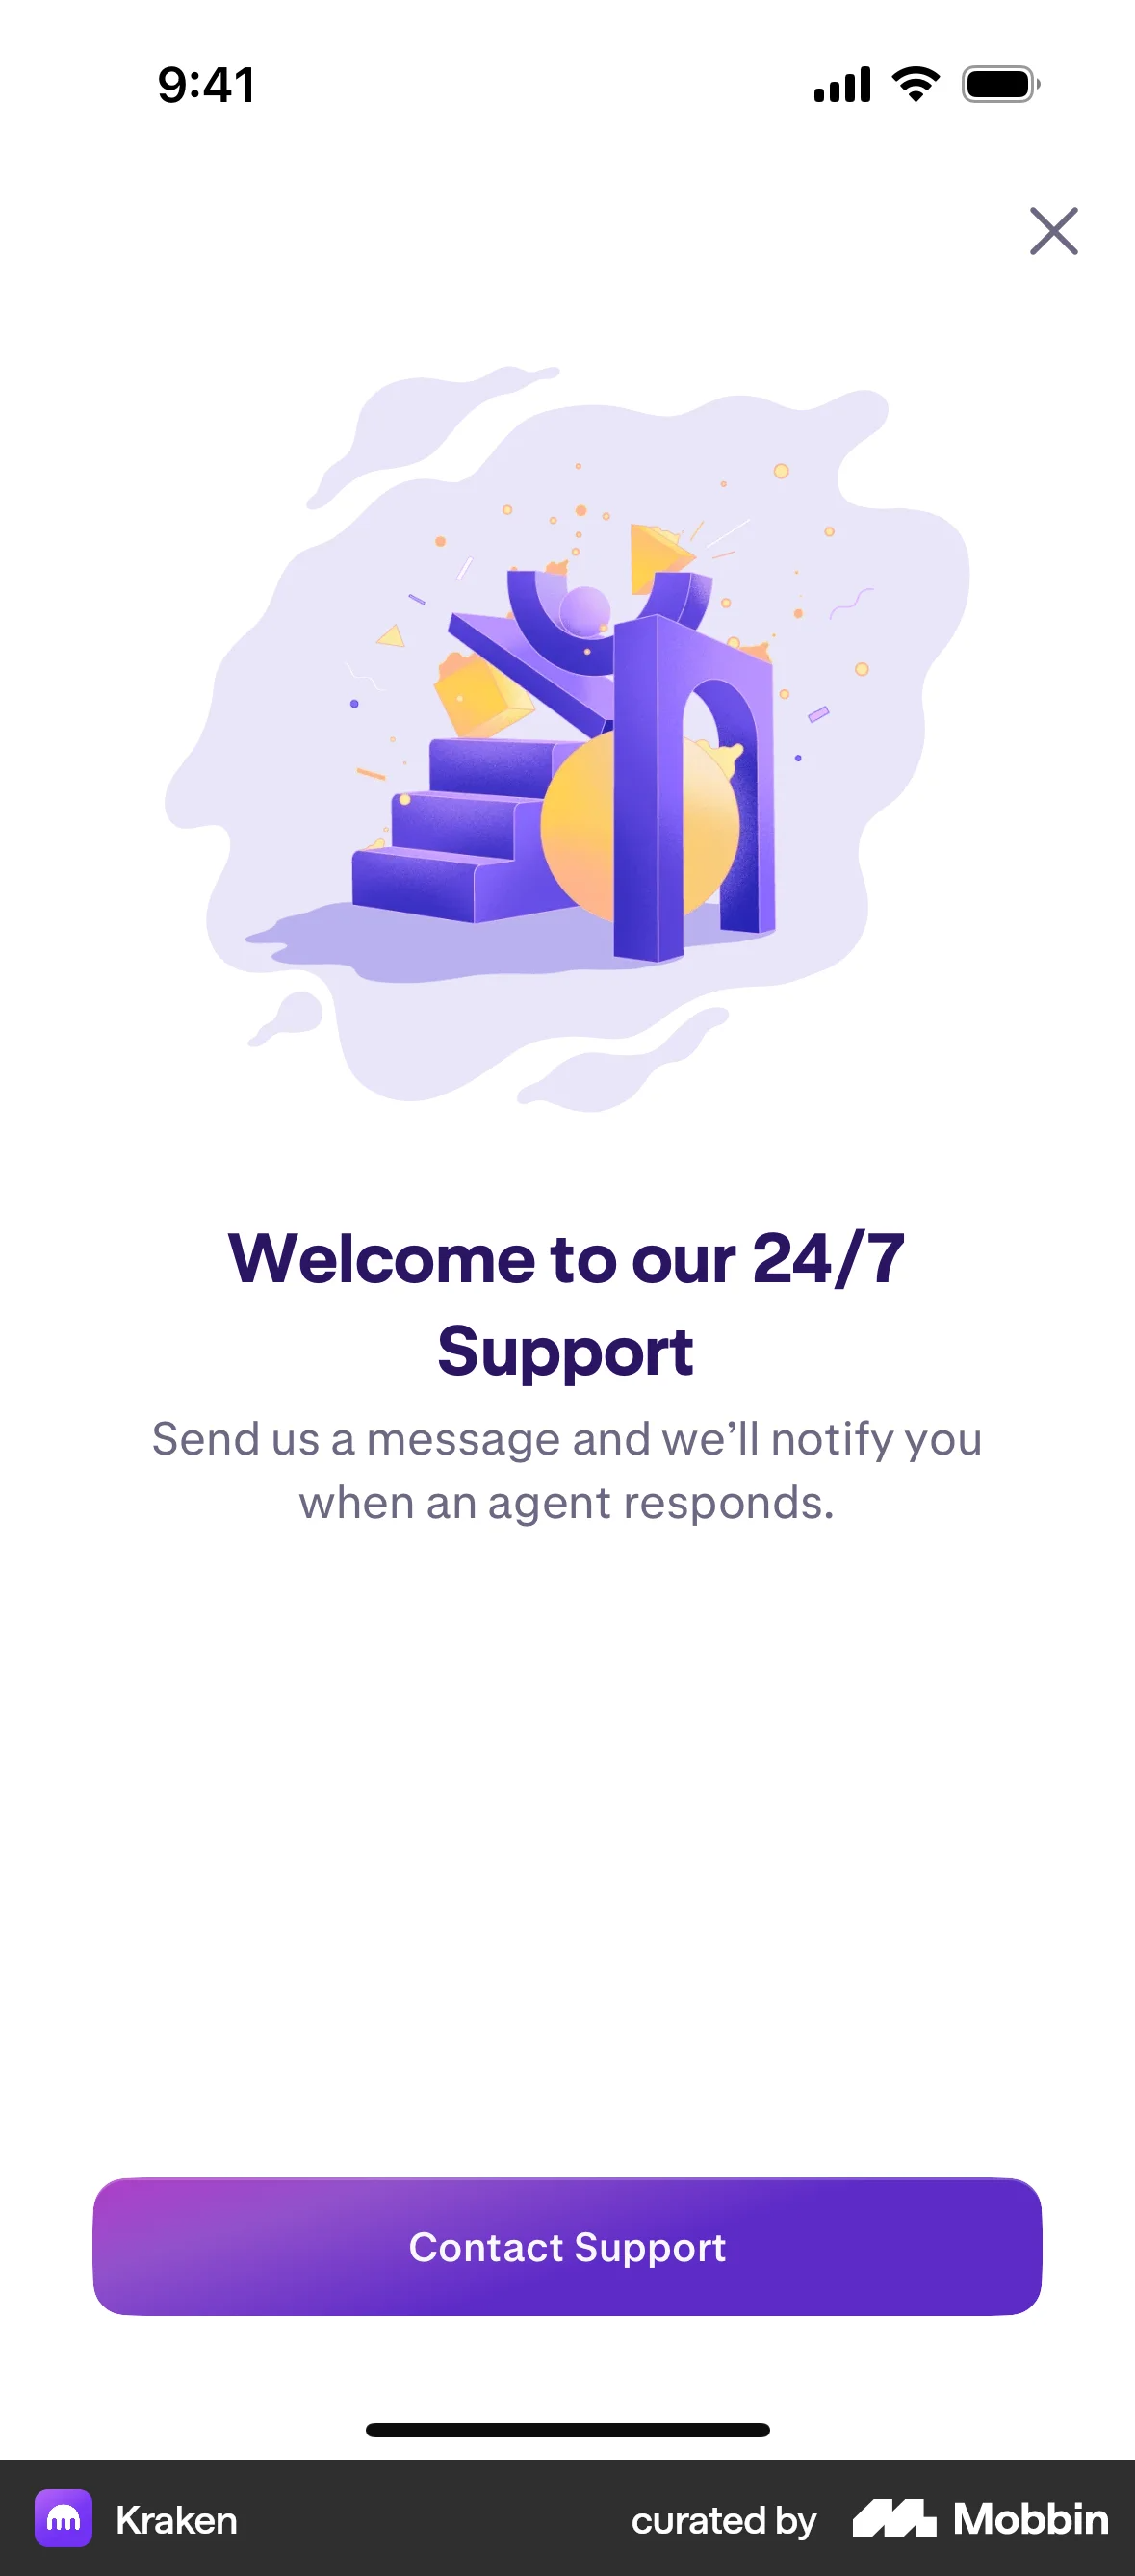 9:41
Welcome to our 24/7
Support
Send us a message and we’ll notify you
when an agent responds.
Contact Support
Kraken
curated by Mobbin